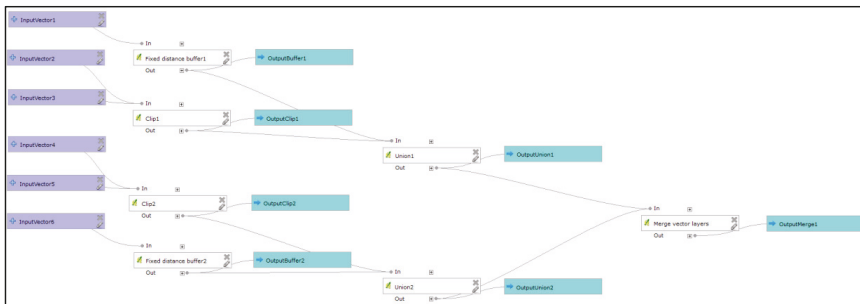 InputVector1
InputVector2
InputVector3
InputVector4
InputVector5
InputVector6
In
Fixed distance buffer1
Out
OutputBuffer1
In
Clip1
Out
OutputClip1
In
Union1
Out
OutputUnion1
In
Clip2
Out
OutputClip2
In
Fixed distance buffer2
Out
OutputBuffer2
In
Union2
Out
OutputUnion2
In
Merge vector layers
Out
OutputMerge1